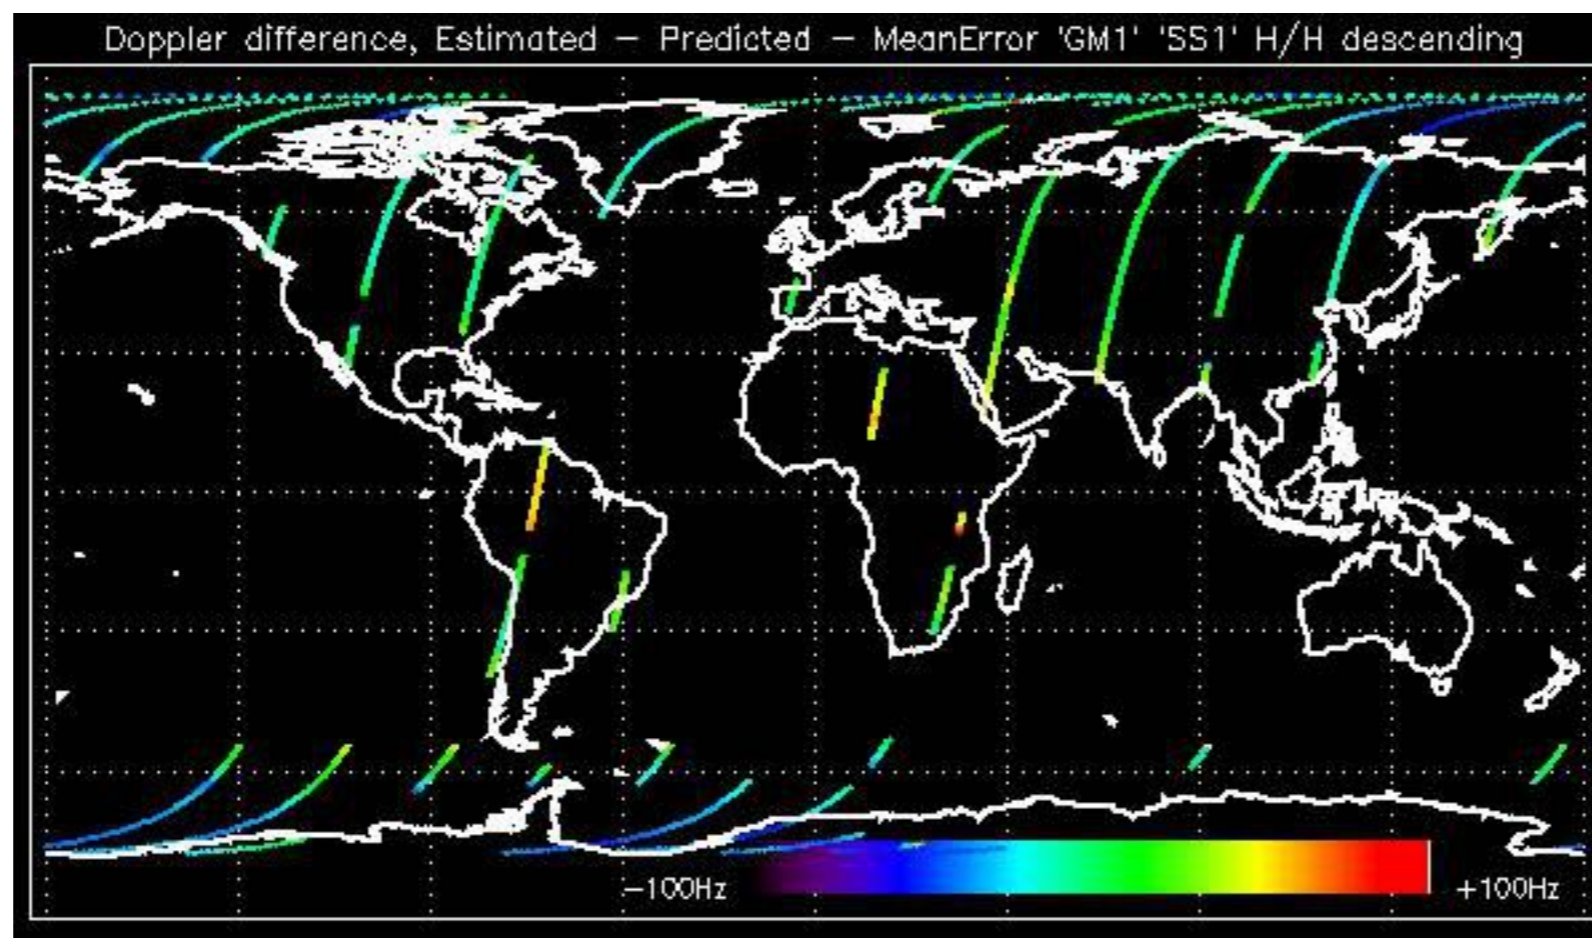 Doppler difference, Estimated – Predicted – MeanError 'GM1' 'SS1' H/H descending
–100Hz +100Hz